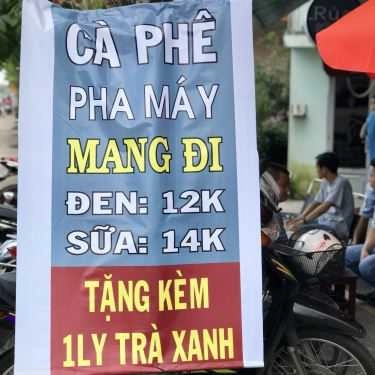 CÀ PHÊ
PHA MÁY
MANG ĐI
ĐEN: 12K
SỮA: 14K
TẶNG KÈM
1LY TRÀ XANH